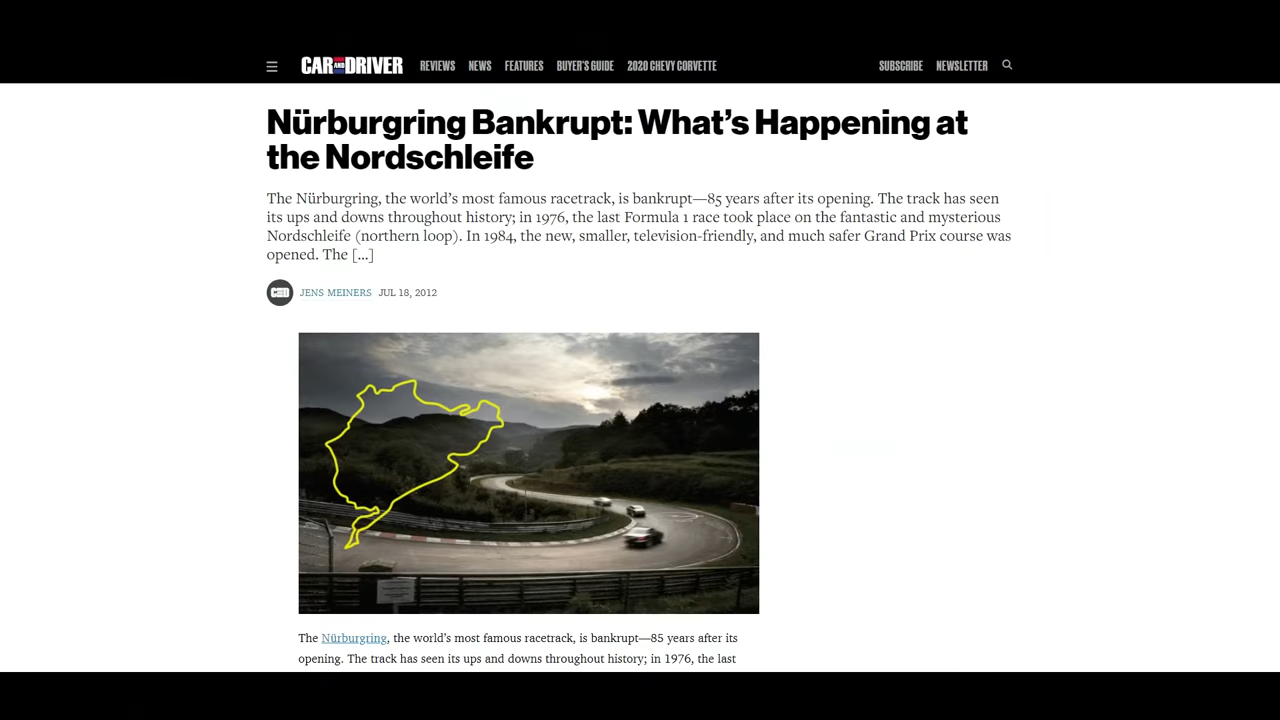 CAR AND DRIVER REVIEWS NEWS FEATURES BUYER'S GUIDE 2020 CHEVY CORVETTE SUBSCRIBE NEWSLETTER
Nürburgring Bankrupt: What’s Happening at
the Nordschleife
The Nürburgring, the world’s most famous racetrack, is bankrupt—85 years after its opening. The track has seen
its ups and downs throughout history; in 1976, the last Formula 1 race took place on the fantastic and mysterious
Nordschleife (northern loop). In 1984, the new, smaller, television-friendly, and much safer Grand Prix course was
opened. The [...]
C&D JENS MEINERS JUL 18, 2012
The Nürburgring, the world’s most famous racetrack, is bankrupt—85 years after its
opening. The track has seen its ups and downs throughout history; in 1976, the last